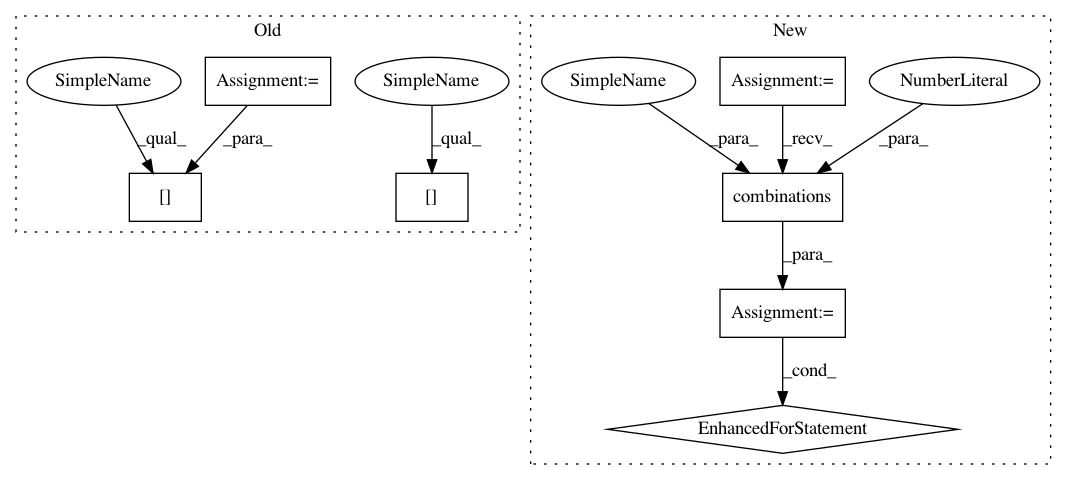 Old
New
SimpleName
Assignment:=
SimpleName
SimpleName
Assignment:=
NumberLiteral
_qual_
_para_
_qual_
_para_
_recv_
_para_
[]
[]
combinations
_para_
Assignment:=
_cond_
EnhancedForStatement